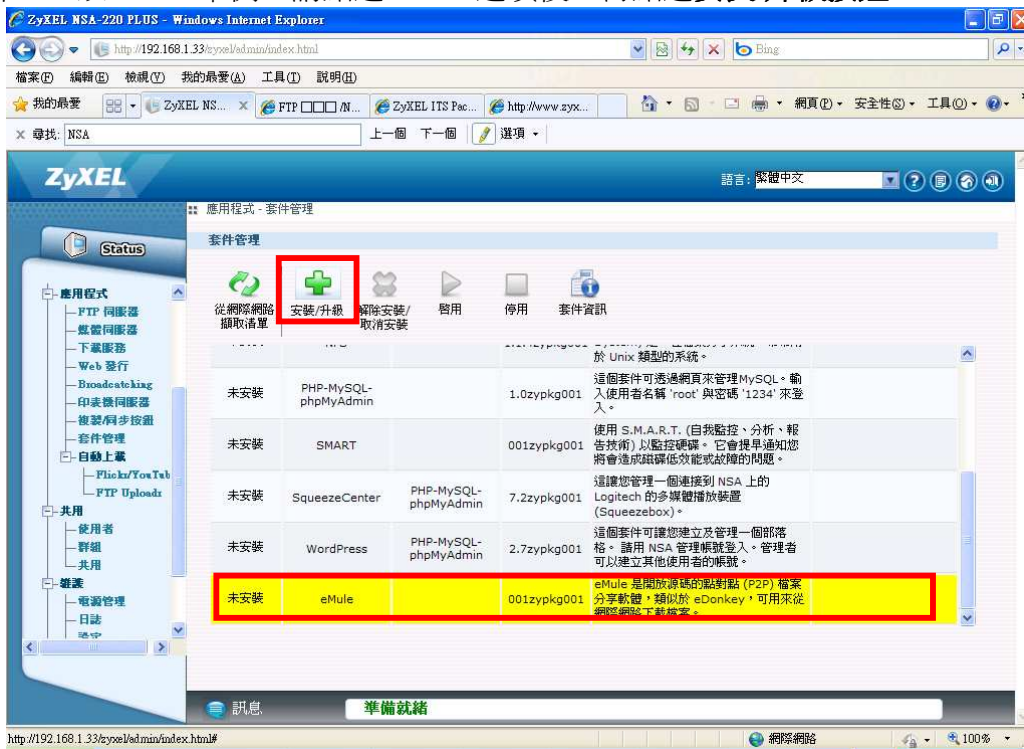 ZyXEL NSA-220 PLUS - Windows Internet Explorer
http://192.168.1.33/zyxel/admin/index.html
Bing
檔案(F) 編輯(E) 檢視(V) 我的最愛(A) 工具(T) 說明(H)
我的最愛
ZyXEL NS...
FTP □□□ /N...
ZyXEL ITS Pac...
http://www.zyx...
網頁(P)
安全性(S)
工具(O)
尋找: NSA
上一個 下一個
選項
ZyXEL
語言: 繁體中文
應用程式 - 套件管理
Status
套件管理
從網際網路擷取清單
安裝/升級
解除安裝/取消安裝
啟用
停用
套件資訊
應用程式
FTP 伺服器
媒體伺服器
下載服務
Web 發行
Broadcatching
印表機伺服器
複製/同步按鈕
套件管理
自動上載
Flickr/YouTub
FTP Uploadr
共用
使用者
群組
共用
維護
電源管理
日誌
於 Unix 類型的系統。
未安裝 PHP-MySQL-phpMyAdmin 1.0zypkg001 這個套件可透過網頁來管理MySQL。輸入使用者名稱 'root' 與密碼 '1234' 來登入。
未安裝 SMART 001zypkg001 使用 S.M.A.R.T. (自我監控、分析、報告技術) 以監控硬碟。 它會提早通知您將會造成磁碟低效能或故障的問題。
未安裝 SqueezeCenter PHP-MySQL-phpMyAdmin 7.2zypkg001 這讓您管理一個連接到 NSA 上的 Logitech 的多媒體播放裝置 (Squeezebox)。
未安裝 WordPress PHP-MySQL-phpMyAdmin 2.7zypkg001 這個套件可讓您建立及管理一個部落格。 請用 NSA 管理帳號登入。管理者可以建立其他使用者的帳號。
未安裝 eMule 001zypkg001 eMule 是開放源碼的點對點 (P2P) 檔案分享軟體，類似於 eDonkey，可用來從網際網路下載檔案。
訊息
準備就緒
http://192.168.1.33/zyxel/admin/index.html#
網際網路
100%